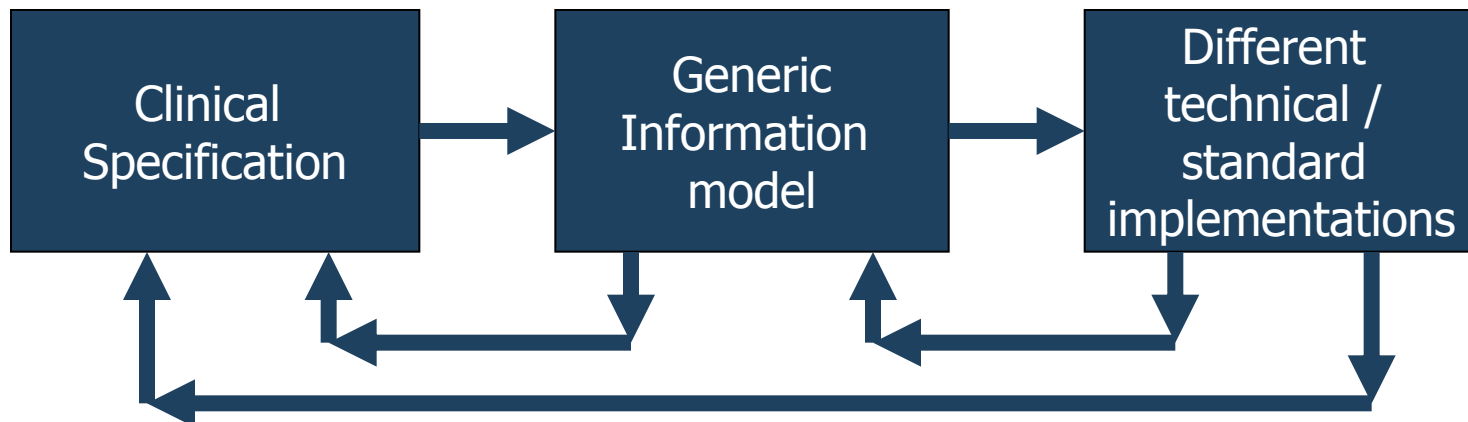 Clinical
Specification
Generic
Information
model
Different
technical /
standard
implementations